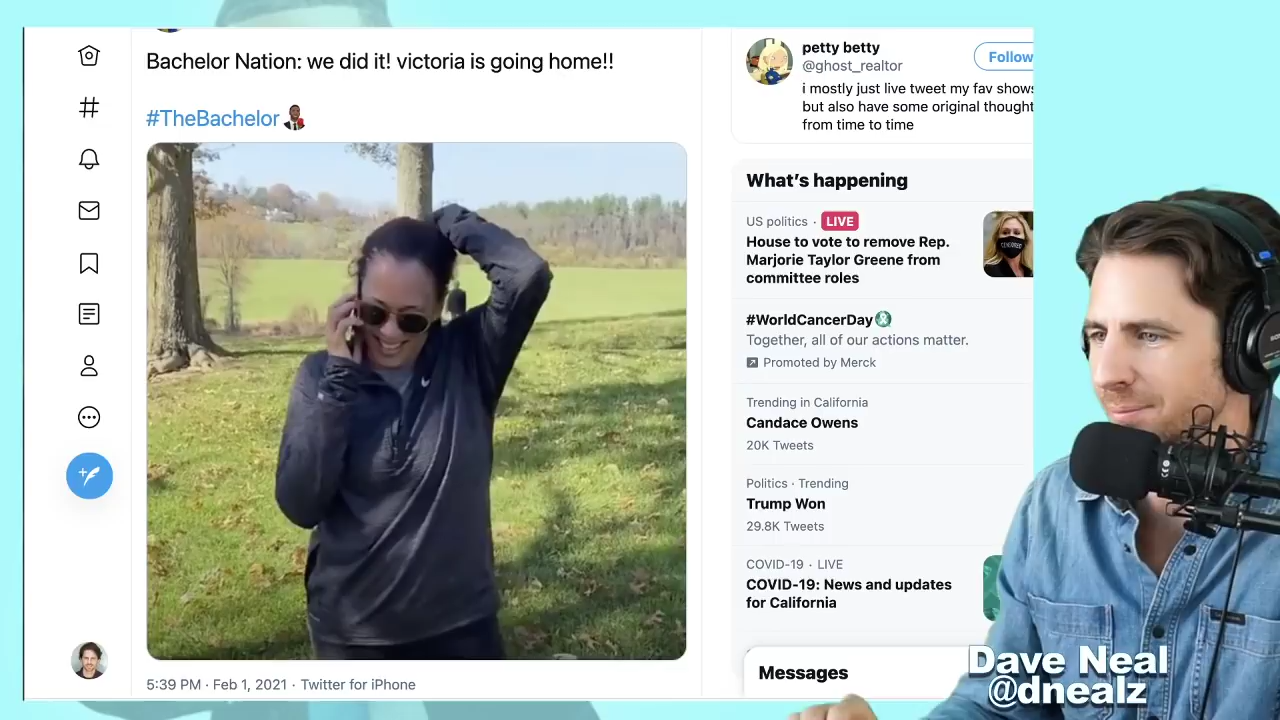 Bachelor Nation: we did it! victoria is going home!!
#TheBachelor
5:39 PM · Feb 1, 2021 · Twitter for iPhone
petty betty
@ghost_realtor
Follow
i mostly just live tweet my fav shows
but also have some original thought
from time to time
What's happening
US politics · LIVE
House to vote to remove Rep.
Marjorie Taylor Greene from
committee roles
#WorldCancerDay
Together, all of our actions matter.
Promoted by Merck
Trending in California
Candace Owens
20K Tweets
Politics · Trending
Trump Won
29.8K Tweets
COVID-19 · LIVE
COVID-19: News and updates
for California
Messages
Dave Neal
@dnealz